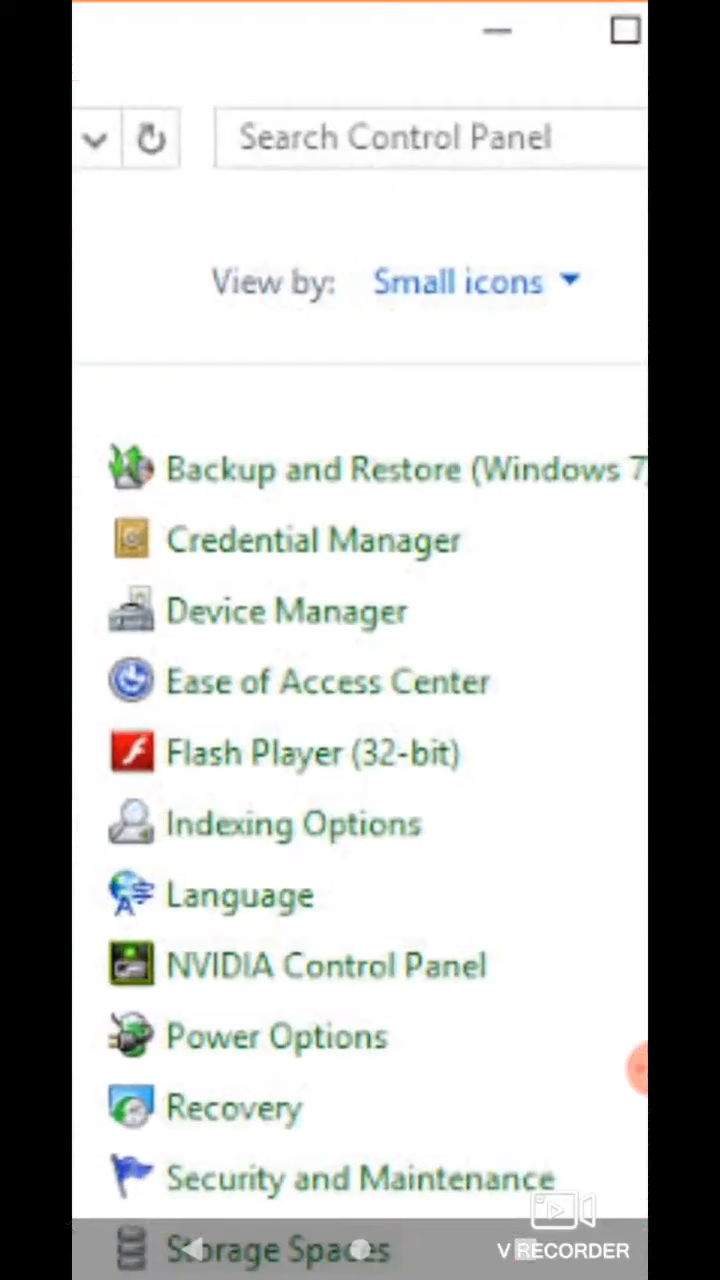 Search Control Panel
View by: Small icons
Backup and Restore (Windows 7
Credential Manager
Device Manager
Ease of Access Center
Flash Player (32-bit)
Indexing Options
Language
NVIDIA Control Panel
Power Options
Recovery
Security and Maintenance
Storage Spaces
V RECORDER